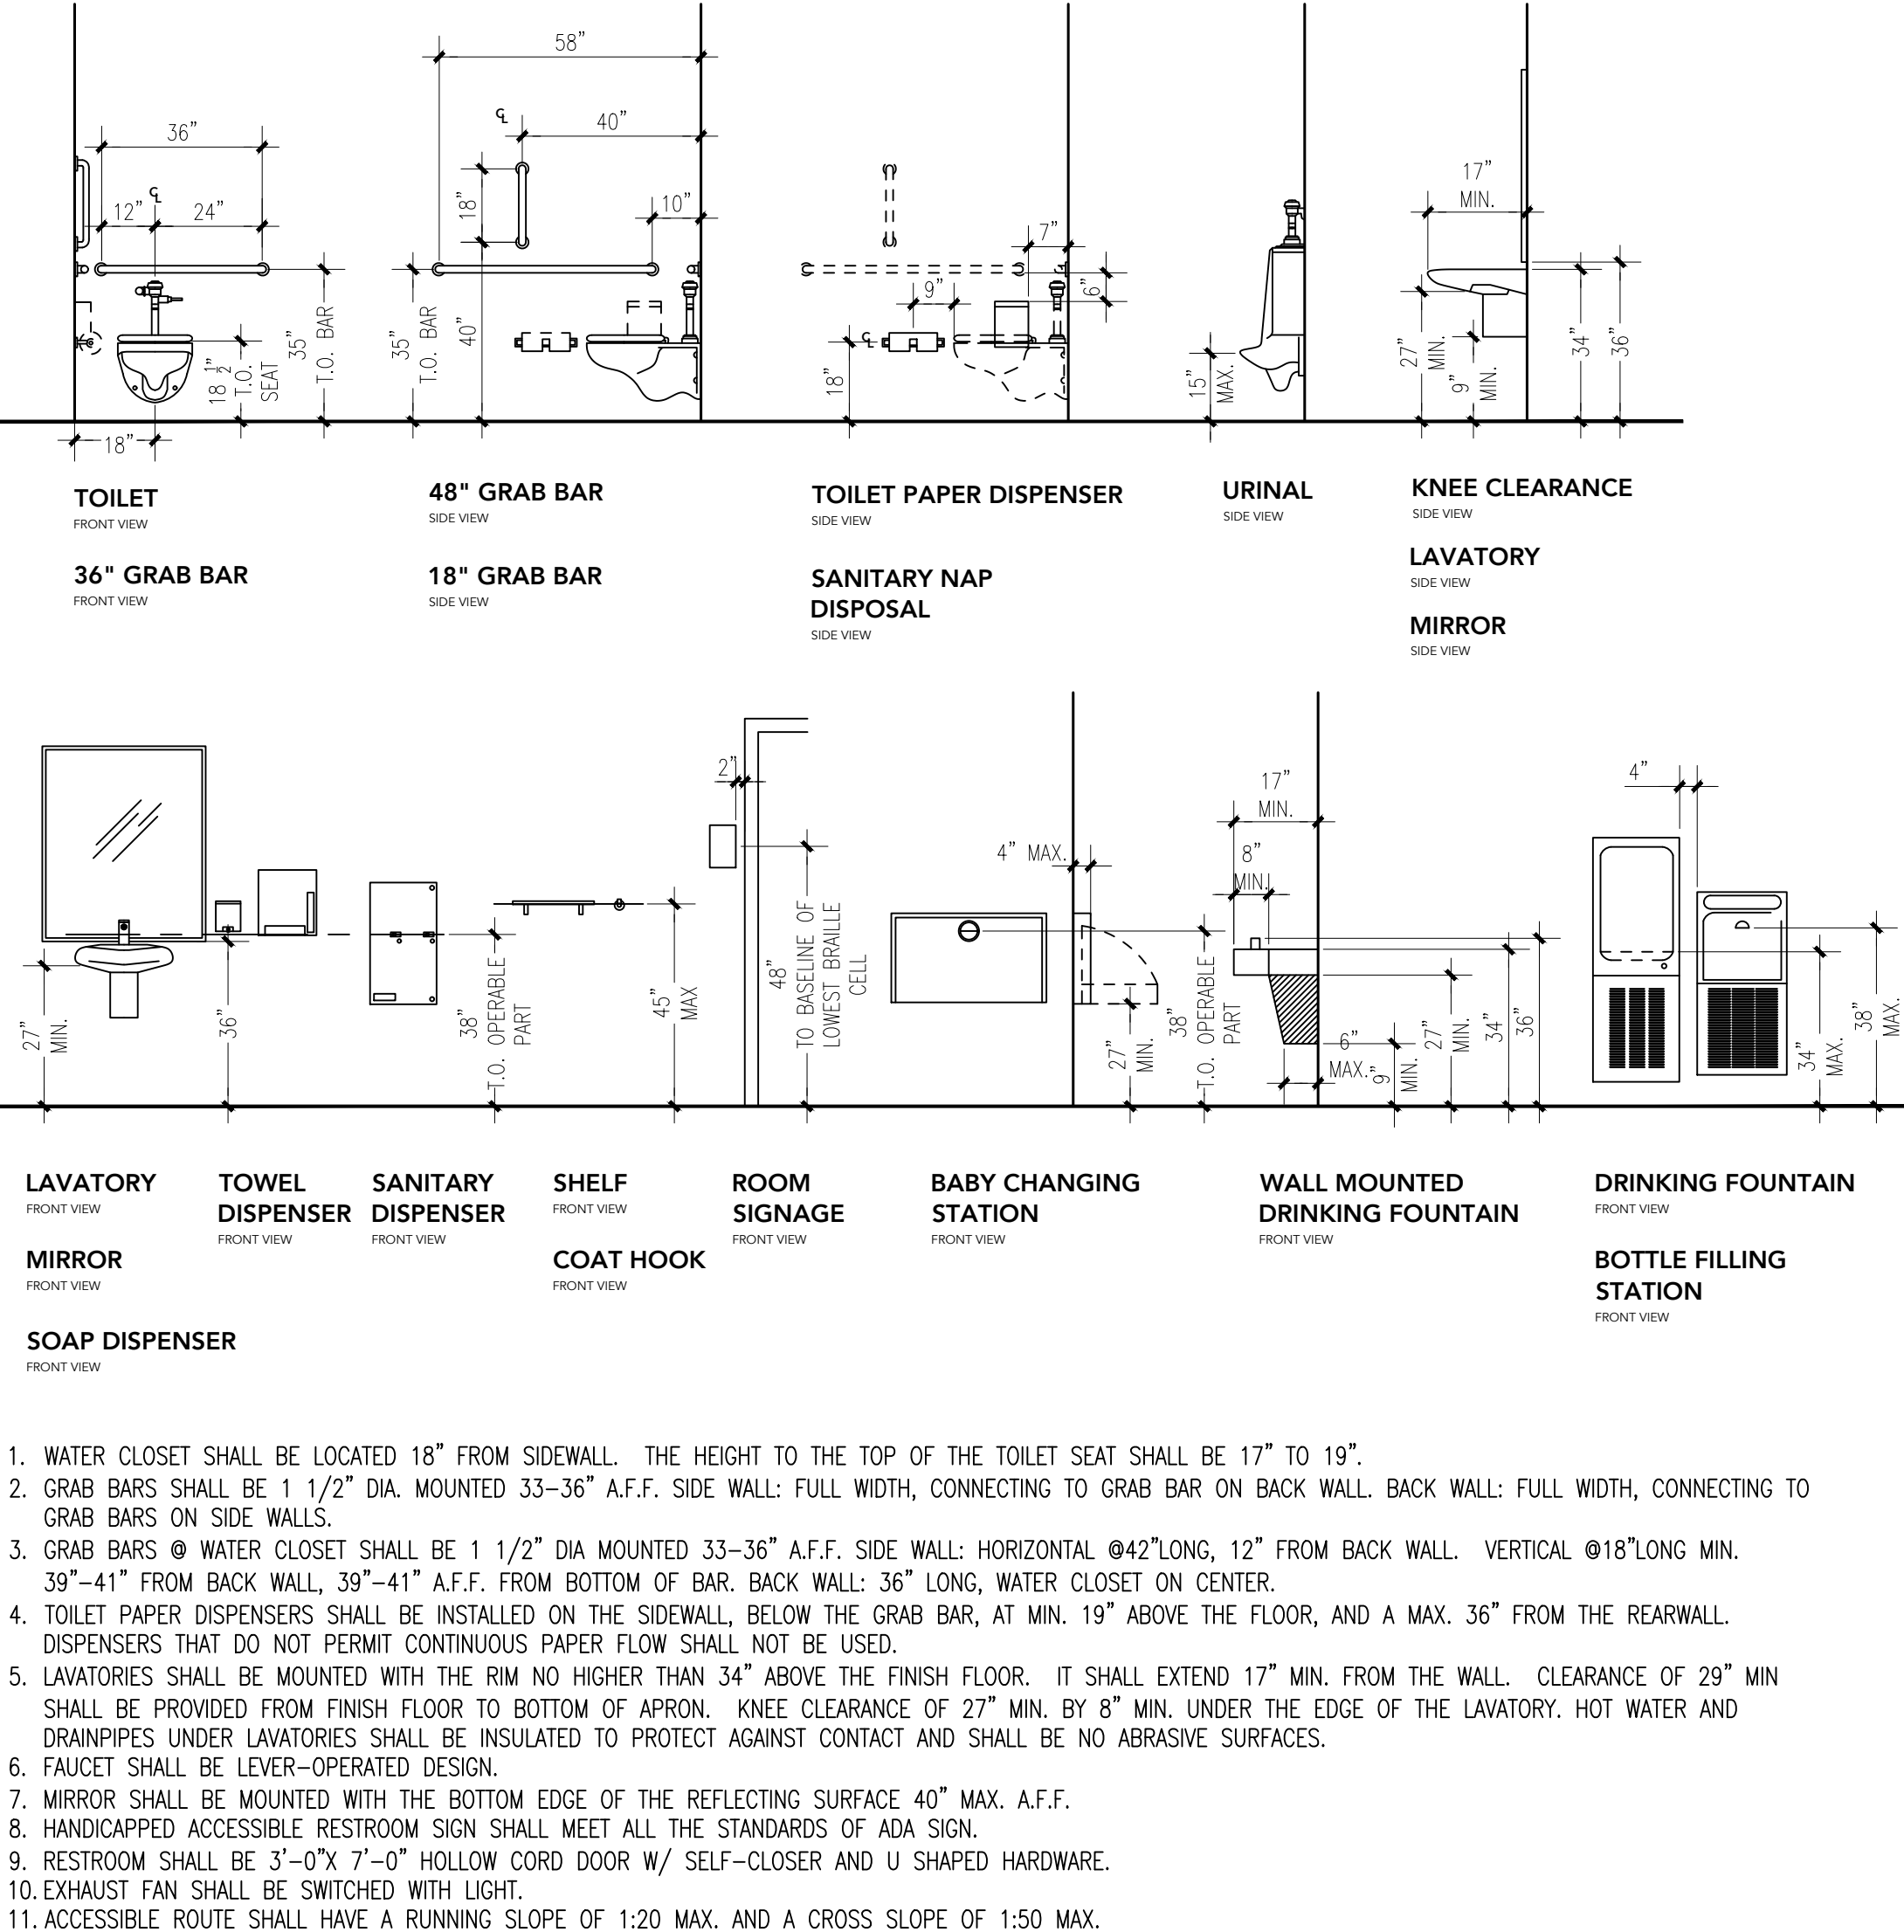 58”
36”
℄
40”
12”
℄
24”
18”
10”
7”
17”
MIN.
9”
6”
35”
T.O. BAR
18 1/2”
T.O.
SEAT
35”
T.O. BAR
40”
℄
18”
15”
MAX.
27”
MIN.
9”
MIN.
34”
36”
18”
TOILET
FRONT VIEW
36" GRAB BAR
FRONT VIEW
48" GRAB BAR
SIDE VIEW
18" GRAB BAR
SIDE VIEW
TOILET PAPER DISPENSER
SIDE VIEW
SANITARY NAP
DISPOSAL
SIDE VIEW
URINAL
SIDE VIEW
KNEE CLEARANCE
SIDE VIEW
LAVATORY
SIDE VIEW
MIRROR
SIDE VIEW
27”
MIN.
36”
38”
T.O. OPERABLE
PART
45”
MAX
2”
48”
TO BASELINE OF
LOWEST BRAILLE
CELL
4” MAX.
27”
MIN.
38”
T.O. OPERABLE
PART
17”
MIN.
8”
MIN.
6”
MAX.
9”
MIN.
27”
MIN.
34”
36”
4”
34”
MAX.
38”
MAX.
LAVATORY
FRONT VIEW
MIRROR
FRONT VIEW
SOAP DISPENSER
FRONT VIEW
TOWEL
DISPENSER
FRONT VIEW
SANITARY
DISPENSER
FRONT VIEW
SHELF
FRONT VIEW
COAT HOOK
FRONT VIEW
ROOM
SIGNAGE
FRONT VIEW
BABY CHANGING
STATION
FRONT VIEW
WALL MOUNTED
DRINKING FOUNTAIN
FRONT VIEW
DRINKING FOUNTAIN
FRONT VIEW
BOTTLE FILLING
STATION
FRONT VIEW
1. WATER CLOSET SHALL BE LOCATED 18” FROM SIDEWALL. THE HEIGHT TO THE TOP OF THE TOILET SEAT SHALL BE 17” TO 19”.
2. GRAB BARS SHALL BE 1 1/2” DIA. MOUNTED 33–36” A.F.F. SIDE WALL: FULL WIDTH, CONNECTING TO GRAB BAR ON BACK WALL. BACK WALL: FULL WIDTH, CONNECTING TO
GRAB BARS ON SIDE WALLS.
3. GRAB BARS @ WATER CLOSET SHALL BE 1 1/2” DIA MOUNTED 33–36” A.F.F. SIDE WALL: HORIZONTAL @42”LONG, 12” FROM BACK WALL. VERTICAL @18”LONG MIN.
39”–41” FROM BACK WALL, 39”–41” A.F.F. FROM BOTTOM OF BAR. BACK WALL: 36” LONG, WATER CLOSET ON CENTER.
4. TOILET PAPER DISPENSERS SHALL BE INSTALLED ON THE SIDEWALL, BELOW THE GRAB BAR, AT MIN. 19” ABOVE THE FLOOR, AND A MAX. 36” FROM THE REARWALL.
DISPENSERS THAT DO NOT PERMIT CONTINUOUS PAPER FLOW SHALL NOT BE USED.
5. LAVATORIES SHALL BE MOUNTED WITH THE RIM NO HIGHER THAN 34” ABOVE THE FINISH FLOOR. IT SHALL EXTEND 17” MIN. FROM THE WALL. CLEARANCE OF 29” MIN
SHALL BE PROVIDED FROM FINISH FLOOR TO BOTTOM OF APRON. KNEE CLEARANCE OF 27” MIN. BY 8” MIN. UNDER THE EDGE OF THE LAVATORY. HOT WATER AND
DRAINPIPES UNDER LAVATORIES SHALL BE INSULATED TO PROTECT AGAINST CONTACT AND SHALL BE NO ABRASIVE SURFACES.
6. FAUCET SHALL BE LEVER–OPERATED DESIGN.
7. MIRROR SHALL BE MOUNTED WITH THE BOTTOM EDGE OF THE REFLECTING SURFACE 40” MAX. A.F.F.
8. HANDICAPPED ACCESSIBLE RESTROOM SIGN SHALL MEET ALL THE STANDARDS OF ADA SIGN.
9. RESTROOM SHALL BE 3’–0”X 7’–0” HOLLOW CORD DOOR W/ SELF–CLOSER AND U SHAPED HARDWARE.
10. EXHAUST FAN SHALL BE SWITCHED WITH LIGHT.
11. ACCESSIBLE ROUTE SHALL HAVE A RUNNING SLOPE OF 1:20 MAX. AND A CROSS SLOPE OF 1:50 MAX.